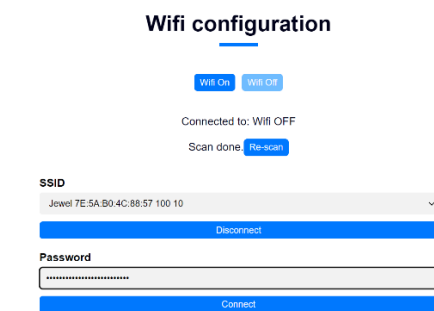 Wifi configuration
Wifi On Wifi Off
Connected to: Wifi OFF
Scan done. Re-scan
SSID
Jewel 7E:5A:B0:4C:88:57 100 10
Disconnect
Password
Connect